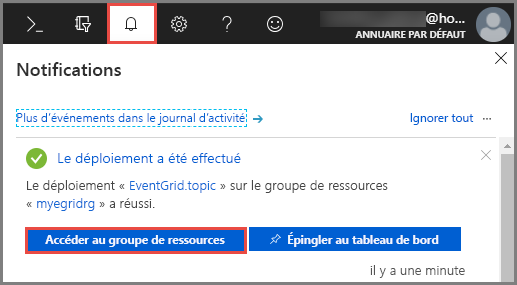 @ho...
ANNUAIRE PAR DÉFAUT
Notifications
Plus d'événements dans le journal d'activité →
Ignorer tout ...
Le déploiement a été effectué
Le déploiement « EventGrid.topic » sur le groupe de ressources
« myegridrg » a réussi.
Accéder au groupe de ressources
Épingler au tableau de bord
il y a une minute